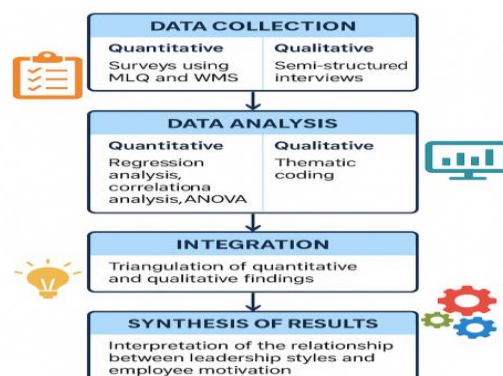 DATA COLLECTION
Quantitative
Surveys using
MLQ and WMS
Qualitative
Semi-structured
interviews
DATA ANALYSIS
Quantitative
Regression
analysis,
correlationa
analysis, ANOVA
Qualitative
Thematic
coding
INTEGRATION
Triangulation of quantitative
and qualitative findings
SYNTHESIS OF RESULTS
Interpretation of the relationship
between leadership styles and
employee motivation